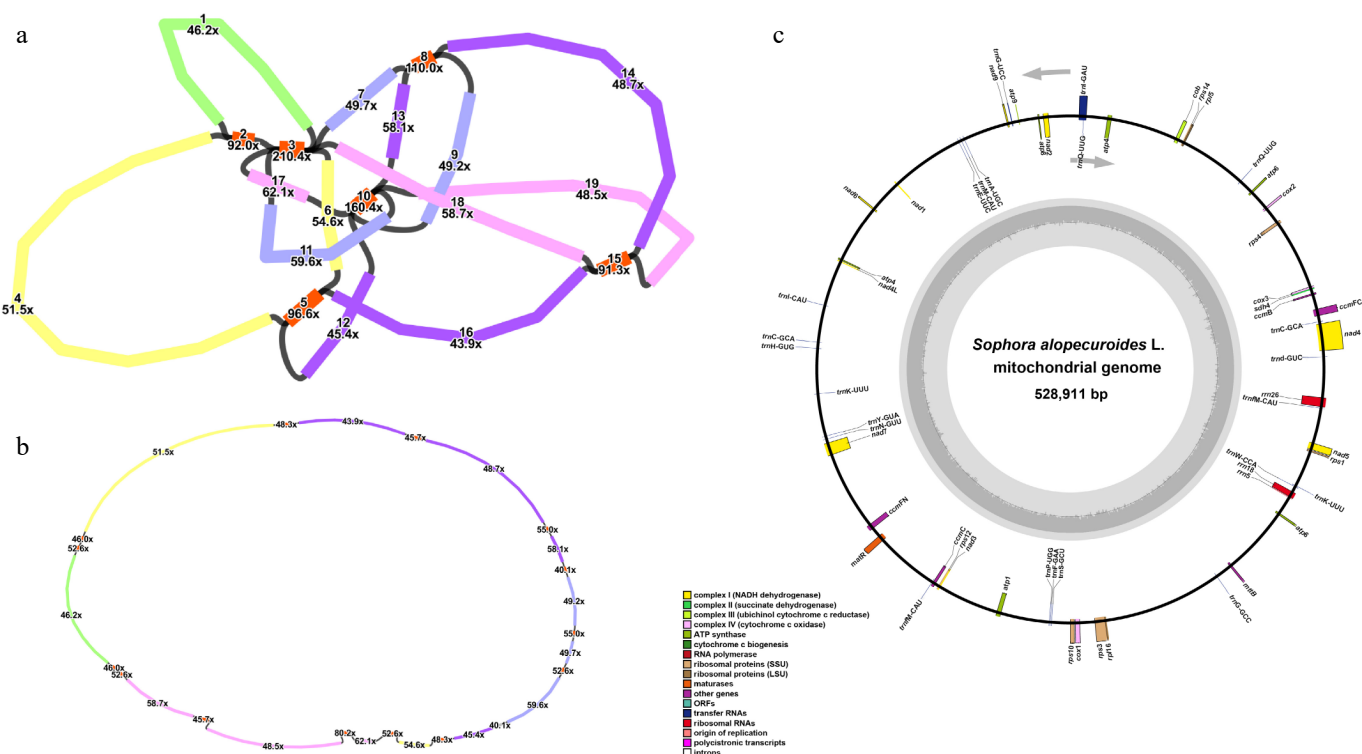 a
1
46.2x
2
92.0x
3
210.4x
4
51.5x
5
96.6x
6
54.6x
7
49.7x
8
110.0x
9
49.2x
10
160.4x
11
59.6x
12
45.4x
13
58.1x
14
48.7x
15
91.3x
16
43.9x
17
62.1x
18
58.7x
19
48.5x
b
48.3x
43.9x
45.7x
48.7x
55.0x
58.1x
40.1x
49.2x
55.0x
49.7x
52.6x
59.6x
40.1x
45.4x
48.3x
54.6x
52.6x
62.1x
80.2x
48.5x
45.7x
58.7x
52.6x
46.0x
46.2x
52.6x
46.0x
51.5x
c
trnG-UCC
nad9
atp9
atp8
nad2
trnI-GAU
trnQ-UUG
atp4
cob
rps14
rpl5
trnQ-UUG
atp6
cox2
rps4
cox3
sdh4
ccmB
ccmFC
trnC-GCA
nad4
trnd-GUC
rrn26
trnfM-CAU
nad5
rps1
trnW-CCA
rrn18
rrn5
trnK-UUU
atp6
mttB
trnG-GCC
rpl16
rps3
cox1
rps10
trnP-UGG
trnF-GAA
trnS-GCU
atp1
ccmC
rps12
nad3
trnfM-CAU
matR
ccmFN
trnY-GUA
trnN-GUU
nad7
trnK-UUU
trnC-GCA
trnH-GUG
trnI-CAU
atp4
nad4L
nad6
nad1
trnA-UGC
trnM-CAU
trnE-UUC
Sophora alopecuroides L.
mitochondrial genome
528,911 bp
complex I (NADH dehydrogenase)
complex II (succinate dehydrogenase)
complex III (ubichinol cytochrome c reductase)
complex IV (cytochrome c oxidase)
ATP synthase
cytochrome c biogenesis
RNA polymerase
ribosomal proteins (SSU)
ribosomal proteins (LSU)
maturases
other genes
ORFs
transfer RNAs
ribosomal RNAs
origin of replication
polycistronic transcripts
introns